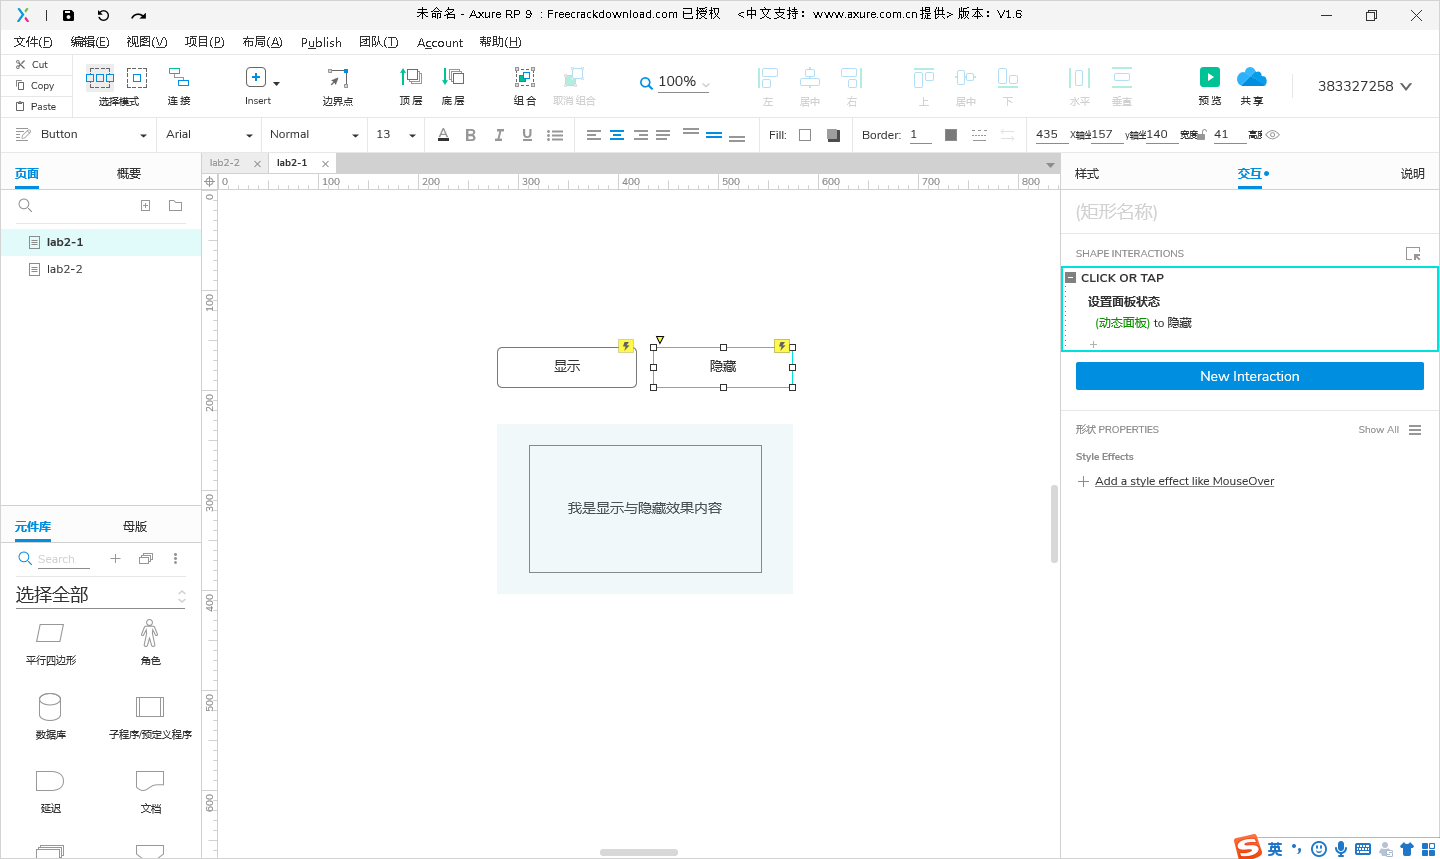 未命名 - Axure RP 9 : Freecrackdownload.com 已授权 <中文支持：www.axure.com.cn 提供> 版本：V1.6
文件(F) 编辑(E) 视图(V) 项目(P) 布局(A) Publish 团队(T) Account 帮助(H)
Cut
Copy
Paste
选择模式 连接 Insert 边界点 顶层 底层 100% 组合 取消组合 左 居中 右 上 居中 下 水平 垂直 预览 共享 383327258
Button Arial Normal 13 Fill: Border: 1 435 X轴坐 157 y轴坐 140 宽度 41 高度
页面 概要
lab2-1
lab2-2
元件库 母版
Search
选择全部
平行四边形 角色
数据库 子程序/预定义程序
延迟 文档
lab2-2 lab2-1
0 100 200 300 400 500 600 700 800
0
100
200
300
400
500
600
显示 隐藏
我是显示与隐藏效果内容
样式 交互 说明
(矩形名称)
SHAPE INTERACTIONS
CLICK OR TAP
设置面板状态
(动态面板) to 隐藏
New Interaction
形状 PROPERTIES Show All
Style Effects
Add a style effect like MouseOver
英